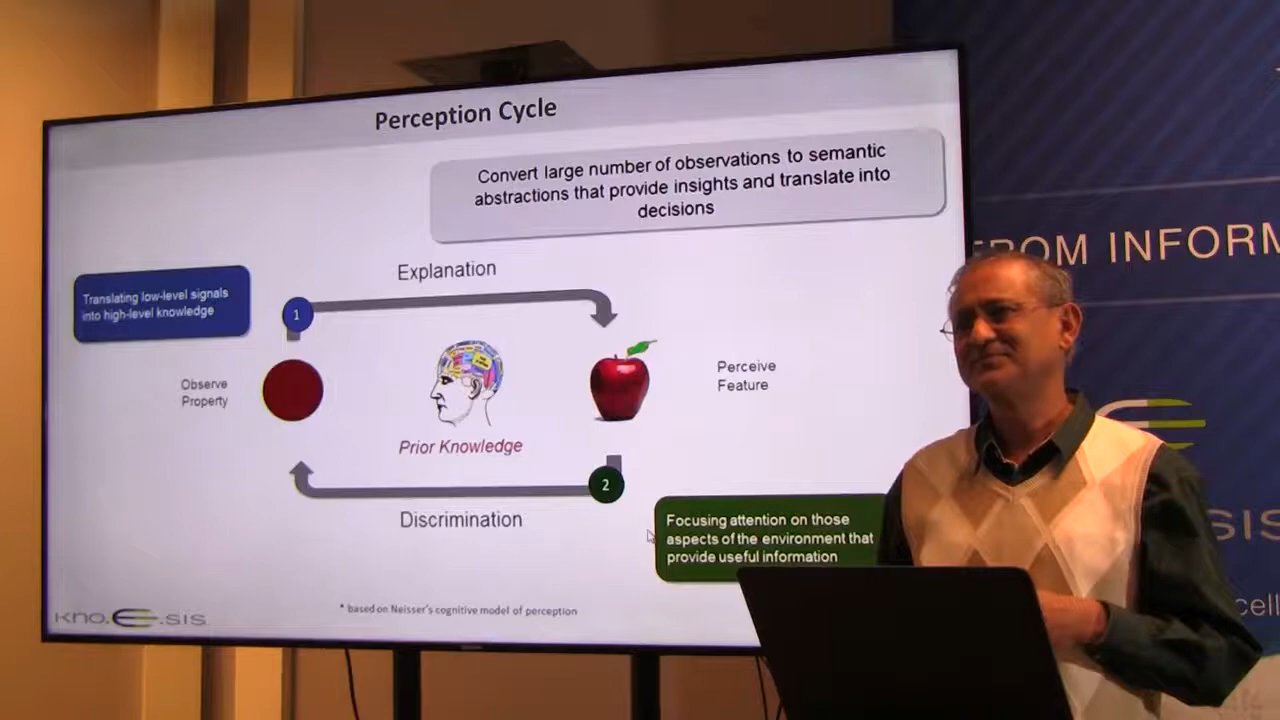 Perception Cycle
Convert large number of observations to semantic
abstractions that provide insights and translate into
decisions
Explanation
Translating low-level signals
into high-level knowledge
1
Observe
Property
Perceive
Feature
Prior Knowledge
2
Discrimination
Focusing attention on those
aspects of the environment that
provide useful information
* based on Neisser's cognitive model of perception
kno.e.sis
FROM INFORM
SIS
cell